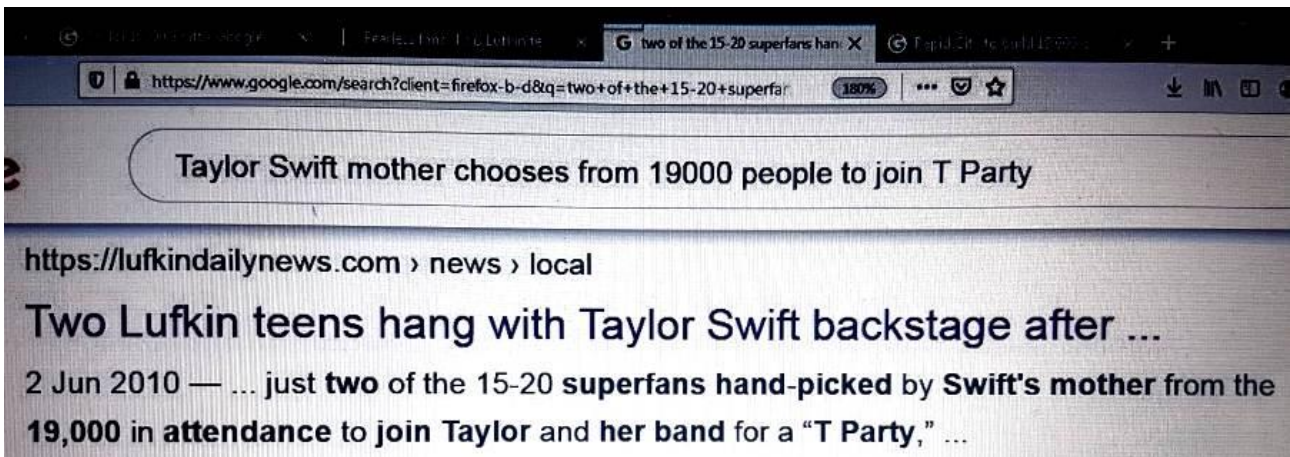 two of the 15-20 superfans han
https://www.google.com/search?client=firefox-b-d&q=two+of+the+15-20+superfar
180%
Taylor Swift mother chooses from 19000 people to join T Party
https://lufkindailynews.com › news › local
Two Lufkin teens hang with Taylor Swift backstage after ...
2 Jun 2010 — ... just two of the 15-20 superfans hand-picked by Swift's mother from the
19,000 in attendance to join Taylor and her band for a “T Party,” ...